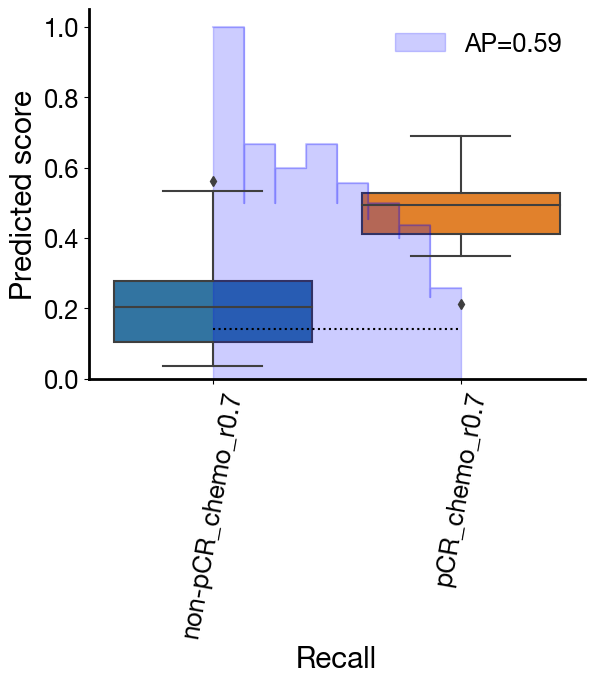 Predicted score
1.0
0.8
0.6
0.4
0.2
0.0
AP=0.59
non-pCR_chemo_r0.7
pCR_chemo_r0.7
Recall